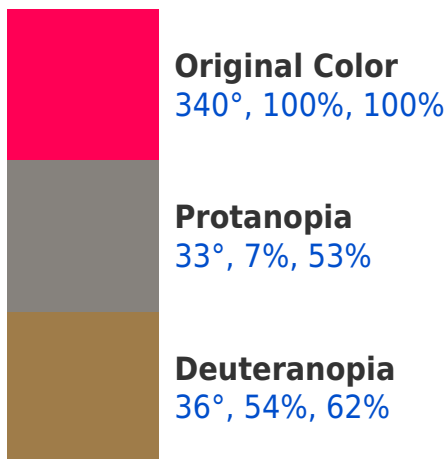 Original Color
340°, 100%, 100%
Protanopia
33°, 7%, 53%
Deuteranopia
36°, 54%, 62%